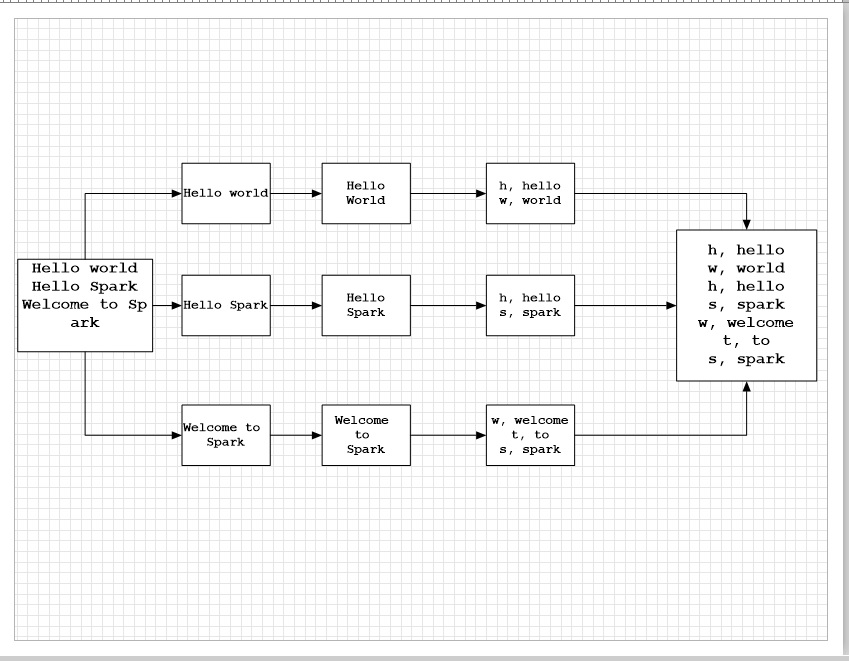 Hello world
Hello Spark
Welcome to Sp
ark
Hello world
Hello
World
h, hello
w, world
Hello Spark
Hello
Spark
h, hello
s, spark
Welcome to
Spark
Welcome
to
Spark
w, welcome
t, to
s, spark
h, hello
w, world
h, hello
s, spark
w, welcome
t, to
s, spark